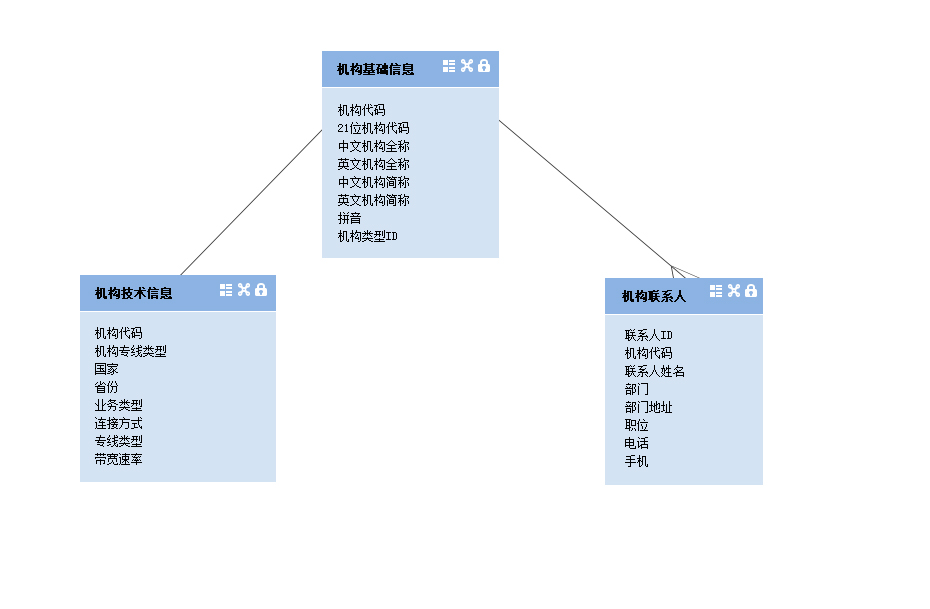 机构基础信息
机构代码
21位机构代码
中文机构全称
英文机构全称
中文机构简称
英文机构简称
拼音
机构类型ID
机构技术信息
机构代码
机构专线类型
国家
省份
业务类型
连接方式
专线类型
带宽速率
机构联系人
联系人ID
机构代码
联系人姓名
部门
部门地址
职位
电话
手机